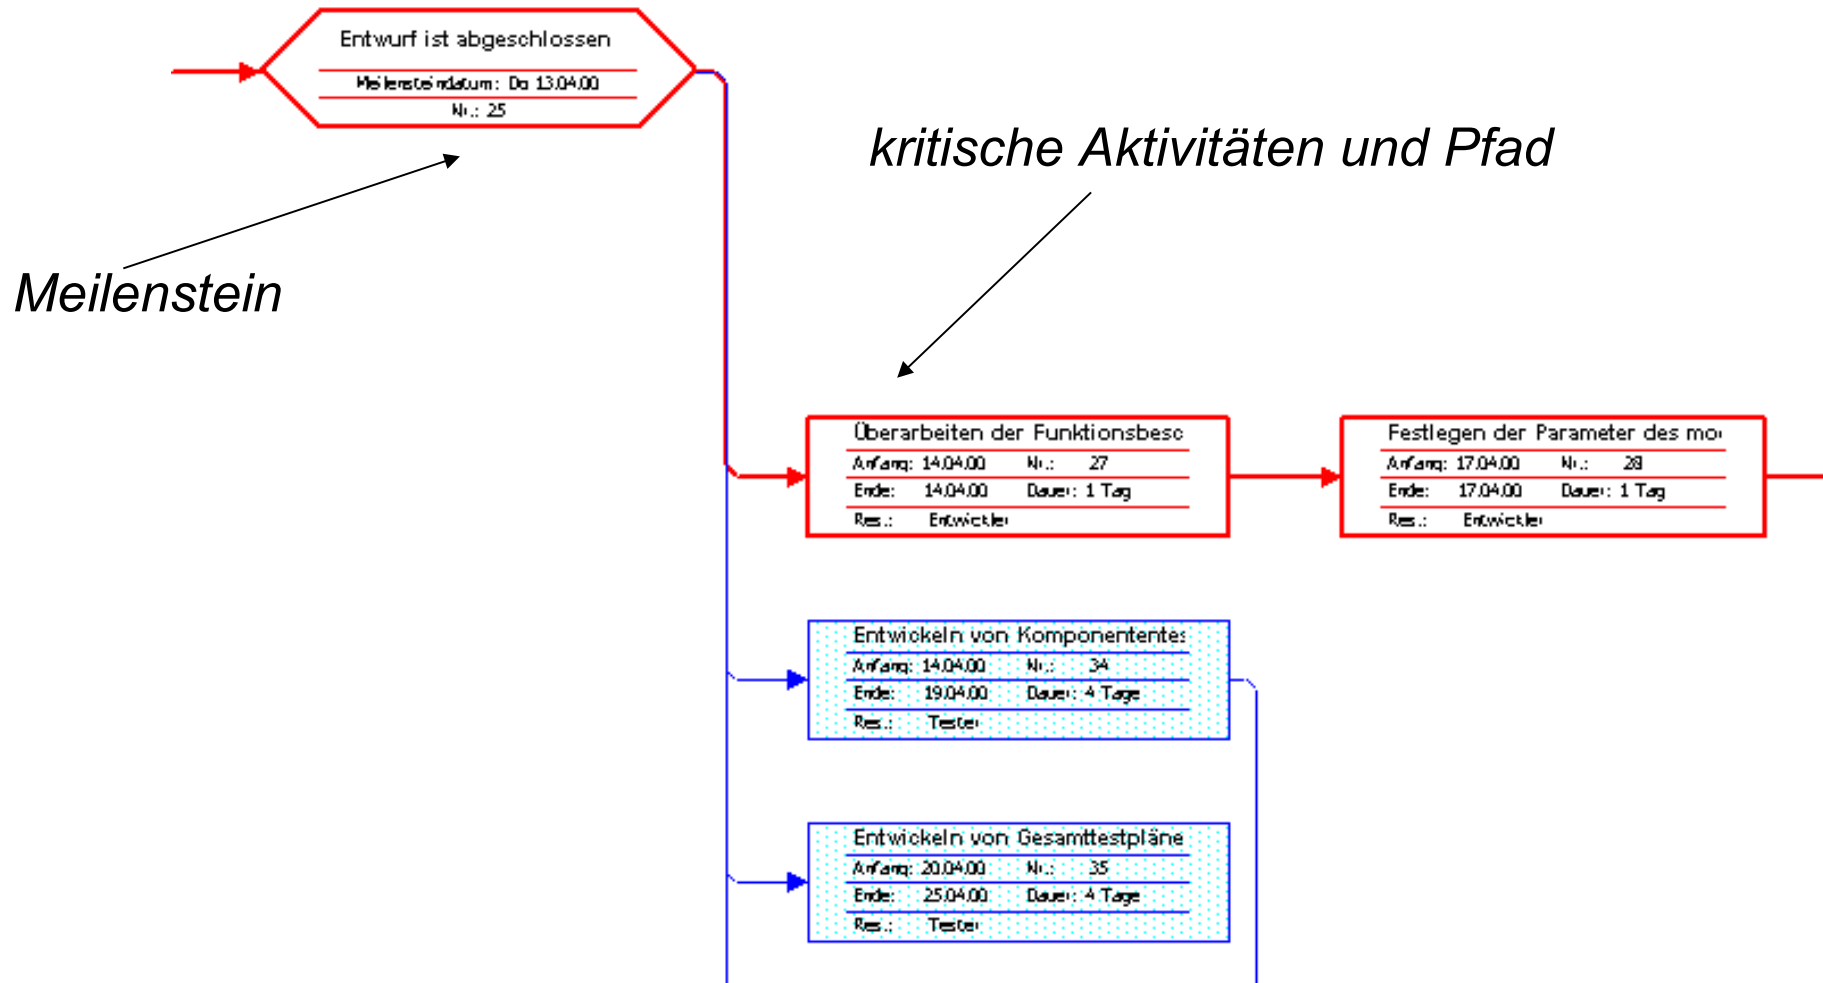 Entwurf ist abgeschlossen
Meilensteindatum: Do 13.04.00
Nr.: 25
kritische Aktivitäten und Pfad
Meilenstein
Überarbeiten der Funktionsbesc
Anfang: 14.04.00 Nr.: 27
Ende: 14.04.00 Dauer: 1 Tag
Res.: Entwickler
Festlegen der Parameter des mo
Anfang: 17.04.00 Nr.: 28
Ende: 17.04.00 Dauer: 1 Tag
Res.: Entwickler
Entwickeln von Komponententes
Anfang: 14.04.00 Nr.: 34
Ende: 19.04.00 Dauer: 4 Tage
Res.: Tester
Entwickeln von Gesamttestpläne
Anfang: 20.04.00 Nr.: 35
Ende: 25.04.00 Dauer: 4 Tage
Res.: Tester